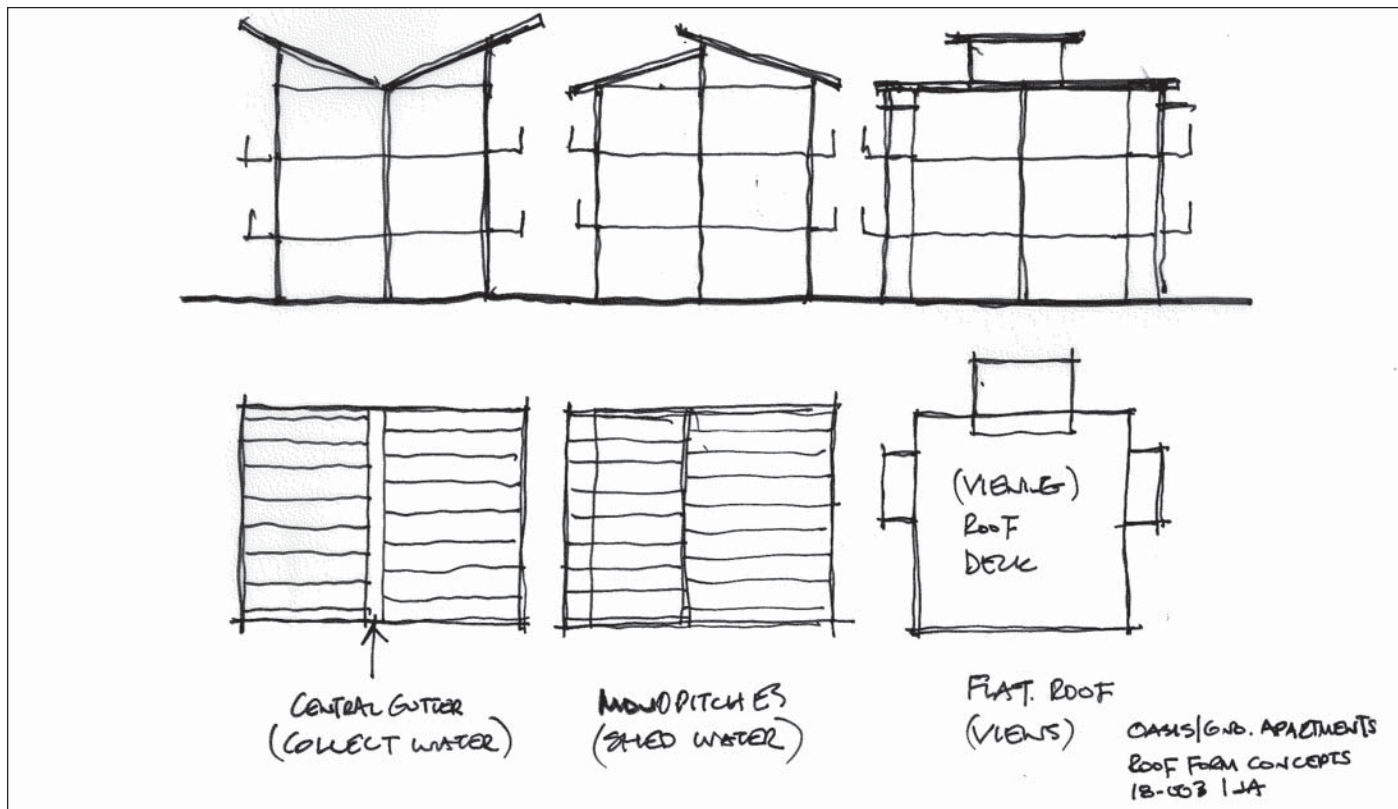 (VIEWING)
ROOF
DECK
CENTRAL GUTTER
(COLLECT WATER)
MONOPITCHES
(SHED WATER)
FLAT. ROOF
(VIEWS)
OASIS/GND. APARTMENTS
ROOF FORM CONCEPTS
18-003 | JA